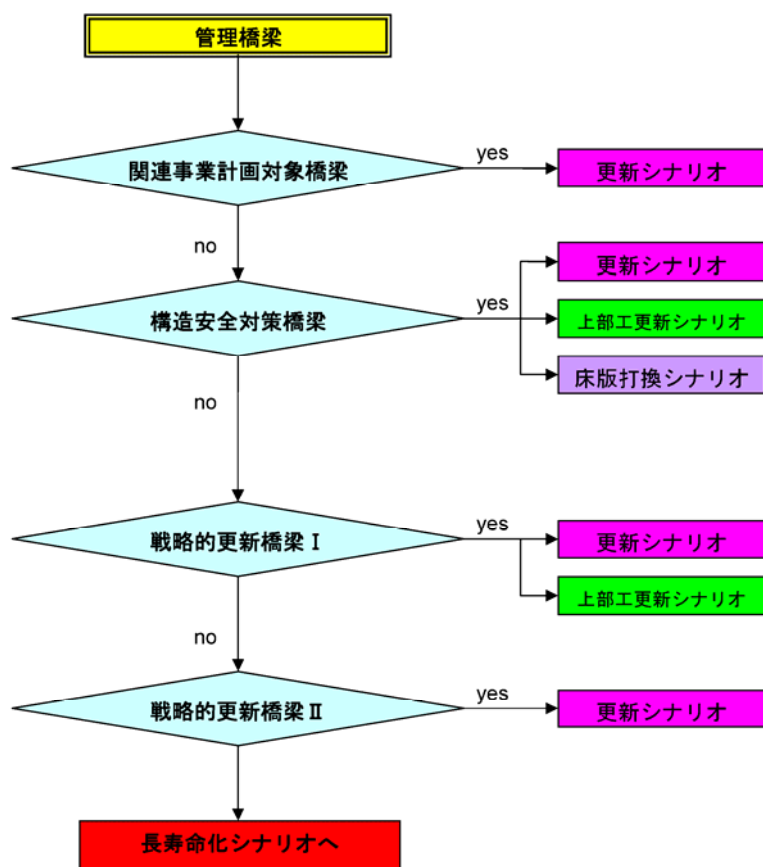 管理橋梁
関連事業計画対象橋梁
yes
更新シナリオ
no
更新シナリオ
構造安全対策橋梁
yes
上部工更新シナリオ
床版打換シナリオ
no
戦略的更新橋梁Ⅰ
yes
更新シナリオ
上部工更新シナリオ
no
戦略的更新橋梁Ⅱ
yes
更新シナリオ
長寿命化シナリオへ